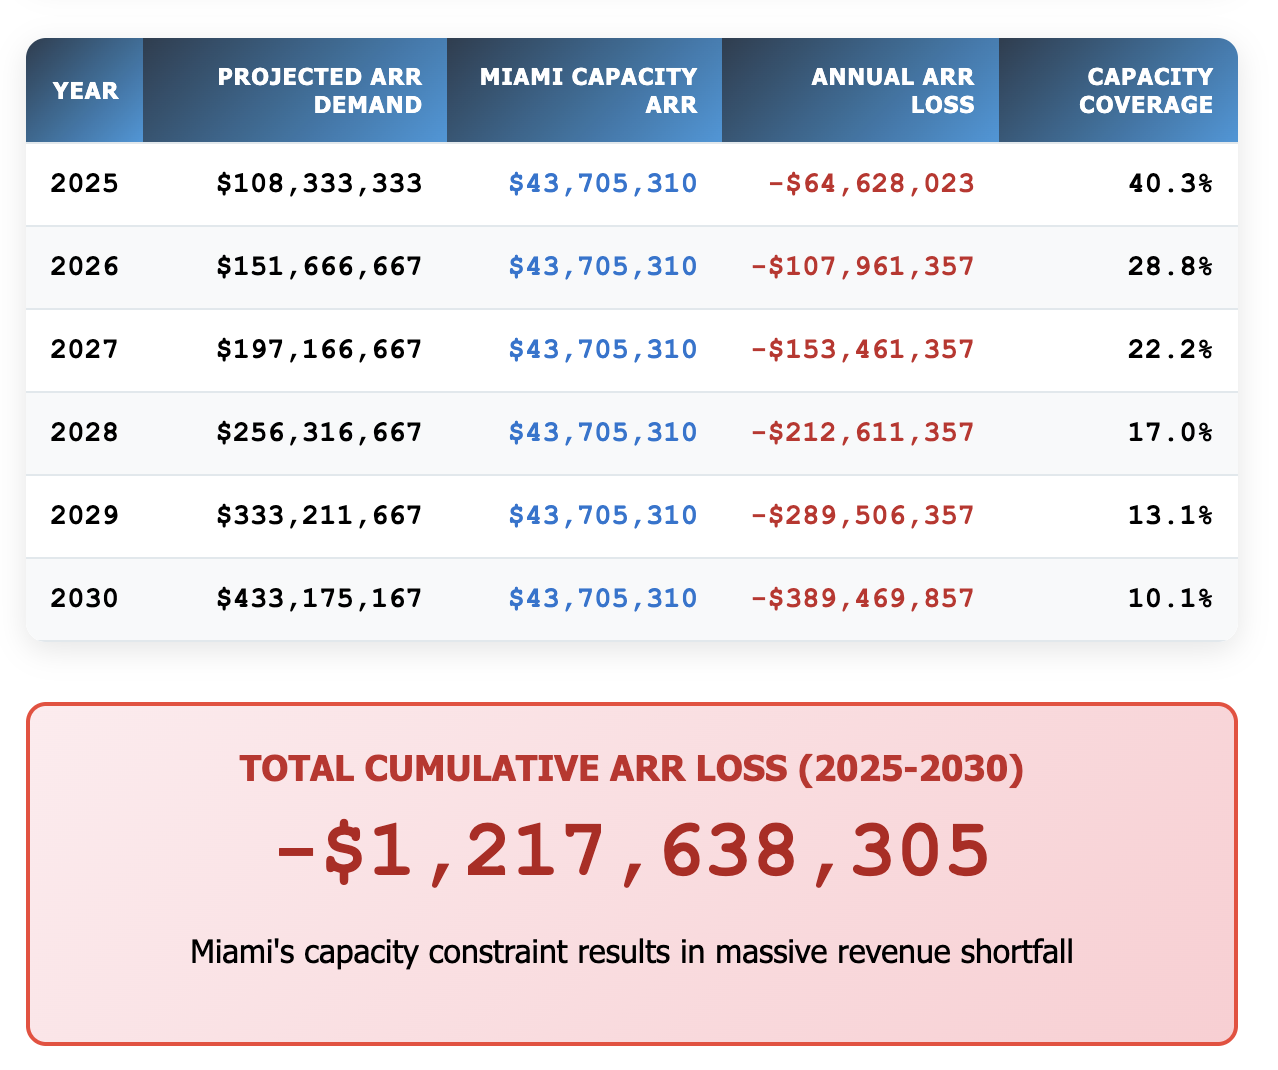 YEAR PROJECTED ARR DEMAND MIAMI CAPACITY ARR ANNUAL ARR LOSS CAPACITY COVERAGE
2025 $108,333,333 $43,705,310 -$64,628,023 40.3%
2026 $151,666,667 $43,705,310 -$107,961,357 28.8%
2027 $197,166,667 $43,705,310 -$153,461,357 22.2%
2028 $256,316,667 $43,705,310 -$212,611,357 17.0%
2029 $333,211,667 $43,705,310 -$289,506,357 13.1%
2030 $433,175,167 $43,705,310 -$389,469,857 10.1%
TOTAL CUMULATIVE ARR LOSS (2025-2030)
-$1,217,638,305
Miami's capacity constraint results in massive revenue shortfall